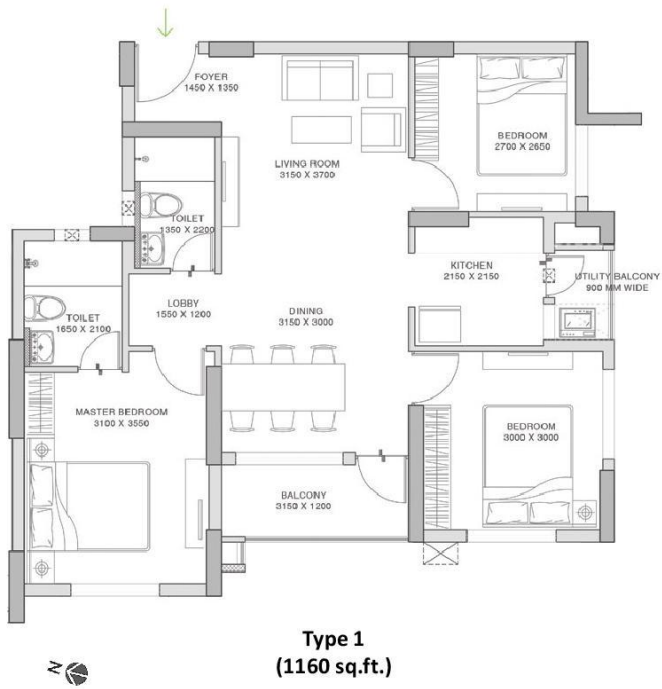 FOYER
1450 X 1350
BEDROOM
2700 X 2650
LIVING ROOM
3150 X 3700
TOILET
1350 X 2200
KITCHEN
2150 X 2150
UTILITY BALCONY
900 MM WIDE
LOBBY
1550 X 1200
DINING
3150 X 3000
TOILET
1650 X 2100
MASTER BEDROOM
3100 X 3550
BEDROOM
3000 X 3000
BALCONY
3150 X 1200
Type 1
(1160 sq.ft.)
N